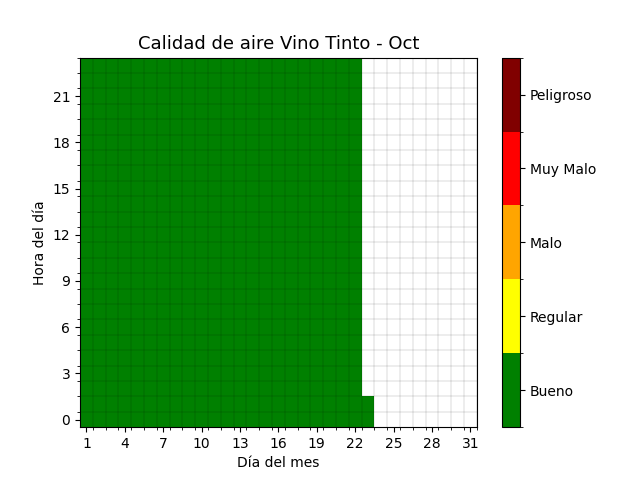 Calidad de aire Vino Tinto - Oct
Hora del día
21
18
15
12
9
6
3
0
1 4 7 10 13 16 19 22 25 28 31
Día del mes
Peligroso
Muy Malo
Malo
Regular
Bueno